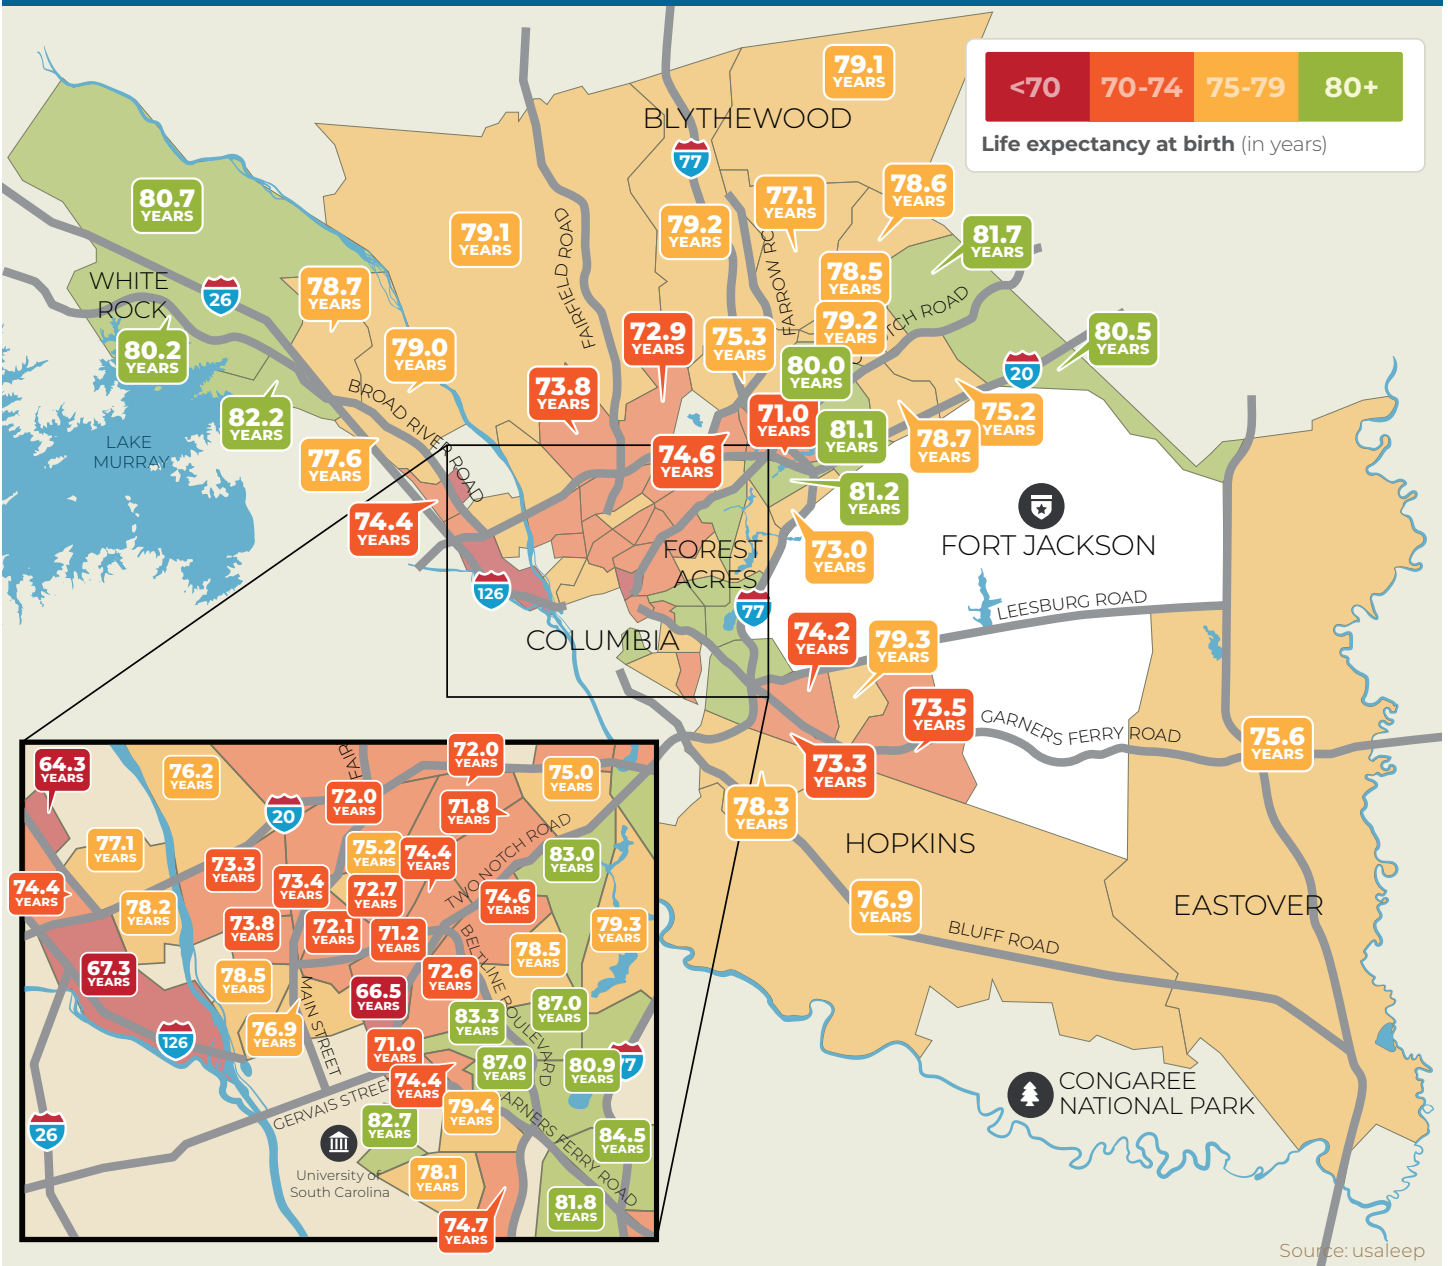 79.1
YEARS
<70
70-74
75-79
80+
Life expectancy at birth (in years)
BLYTHEWOOD
77
80.7
YEARS
77.1
YEARS
78.6
YEARS
79.1
YEARS
79.2
YEARS
81.7
YEARS
FAIRFIELD ROAD
FARROW RO
WHITE
ROCK
26
78.7
YEARS
78.5
YEARS
79.2
YEARS
TCH ROAD
80.2
YEARS
79.0
YEARS
72.9
YEARS
75.3
YEARS
80.0
YEARS
80.5
YEARS
20
BROAD RIVER ROAD
73.8
YEARS
82.2
YEARS
71.0
YEARS
81.1
YEARS
75.2
YEARS
78.7
YEARS
LAKE
MURRAY
77.6
YEARS
74.6
YEARS
81.2
YEARS
74.4
YEARS
73.0
YEARS
FORT JACKSON
FOREST
ACRES
126
77
LEESBURG ROAD
COLUMBIA
74.2
YEARS
79.3
YEARS
73.5
YEARS
GARNERS FERRY ROAD
75.6
YEARS
73.3
YEARS
78.3
YEARS
HOPKINS
76.9
YEARS
EASTOVER
BLUFF ROAD
CONGAREE
NATIONAL PARK
64.3
YEARS
76.2
YEARS
FAIR
72.0
YEARS
75.0
YEARS
20
72.0
YEARS
71.8
YEARS
TWO NOTCH ROAD
77.1
YEARS
73.3
YEARS
75.2
YEARS
74.4
YEARS
83.0
YEARS
74.4
YEARS
78.2
YEARS
73.4
YEARS
72.7
YEARS
74.6
YEARS
73.8
YEARS
72.1
YEARS
71.2
YEARS
79.3
YEARS
BELTLINE BOULEVARD
78.5
YEARS
67.3
YEARS
78.5
YEARS
72.6
YEARS
66.5
YEARS
MAIN STREET
83.3
YEARS
87.0
YEARS
126
76.9
YEARS
71.0
YEARS
87.0
YEARS
80.9
YEARS
77
74.4
YEARS
GERVAIS STREE
79.4
YEARS
ARNERS FERRY ROAD
26
82.7
YEARS
84.5
YEARS
University of
South Carolina
78.1
YEARS
81.8
YEARS
74.7
YEARS
Source: usaleep